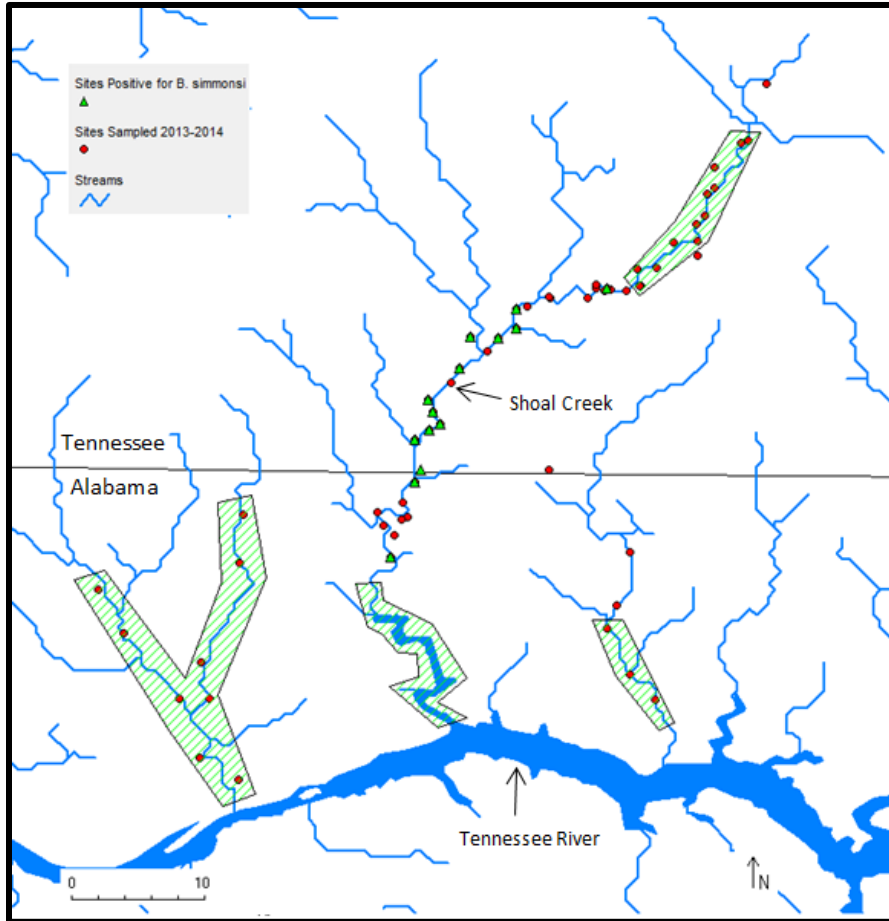 Sites Positive for B. simmonsi
Sites Sampled 2013-2014
Streams
Shoal Creek
Tennessee
Alabama
Tennessee River
0 10
N